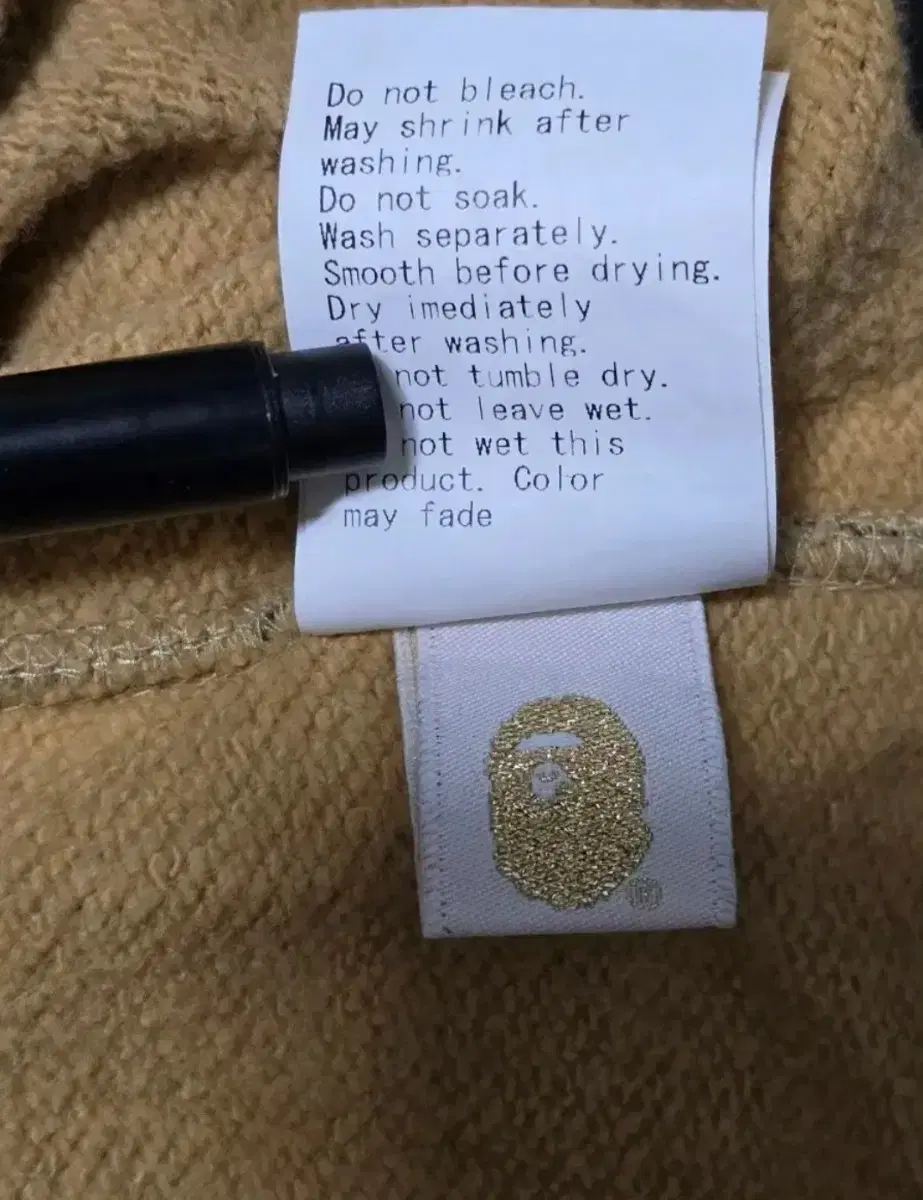 Do not bleach.
May shrink after
washing.
Do not soak.
Wash separately.
Smooth before drying.
Dry imediately
after washing.
not tumble dry.
not leave wet.
not wet this
product. Color
may fade